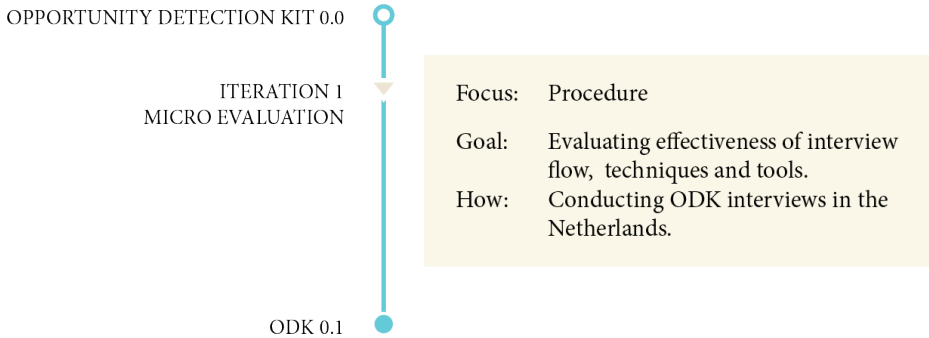 OPPORTUNITY DETECTION KIT 0.0
ITERATION 1
MICRO EVALUATION
Focus: Procedure
Goal: Evaluating effectiveness of interview
flow, techniques and tools.
How: Conducting ODK interviews in the
Netherlands.
ODK 0.1